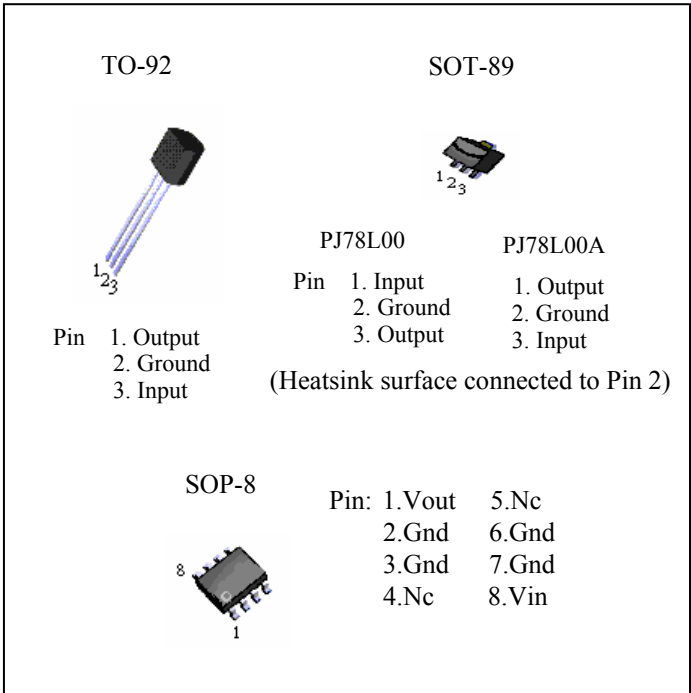 TO-92
SOT-89
1 2 3
1 2 3
Pin 1. Output
2. Ground
3. Input
PJ78L00
Pin 1. Input
2. Ground
3. Output
PJ78L00A
1. Output
2. Ground
3. Input
(Heatsink surface connected to Pin 2)
SOP-8
8
1
Pin: 1.Vout 5.Nc
2.Gnd 6.Gnd
3.Gnd 7.Gnd
4.Nc 8.Vin